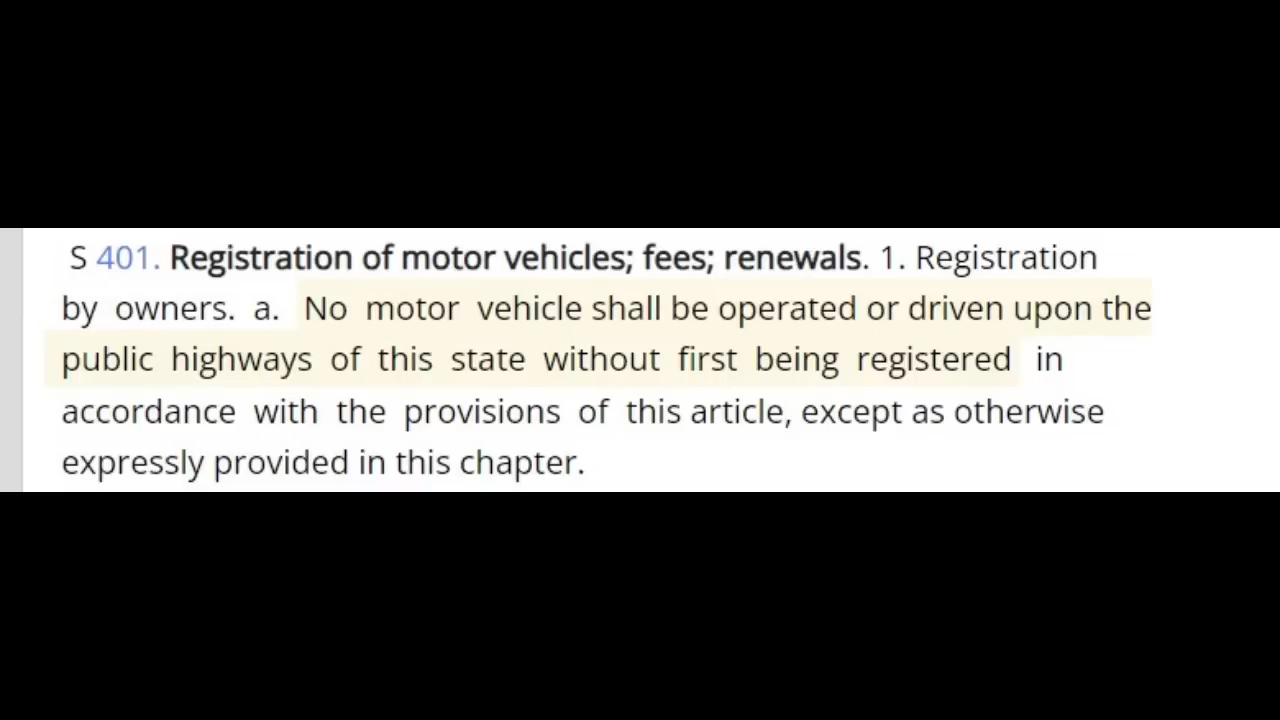 S 401. Registration of motor vehicles; fees; renewals. 1. Registration
by owners. a. No motor vehicle shall be operated or driven upon the
public highways of this state without first being registered in
accordance with the provisions of this article, except as otherwise
expressly provided in this chapter.